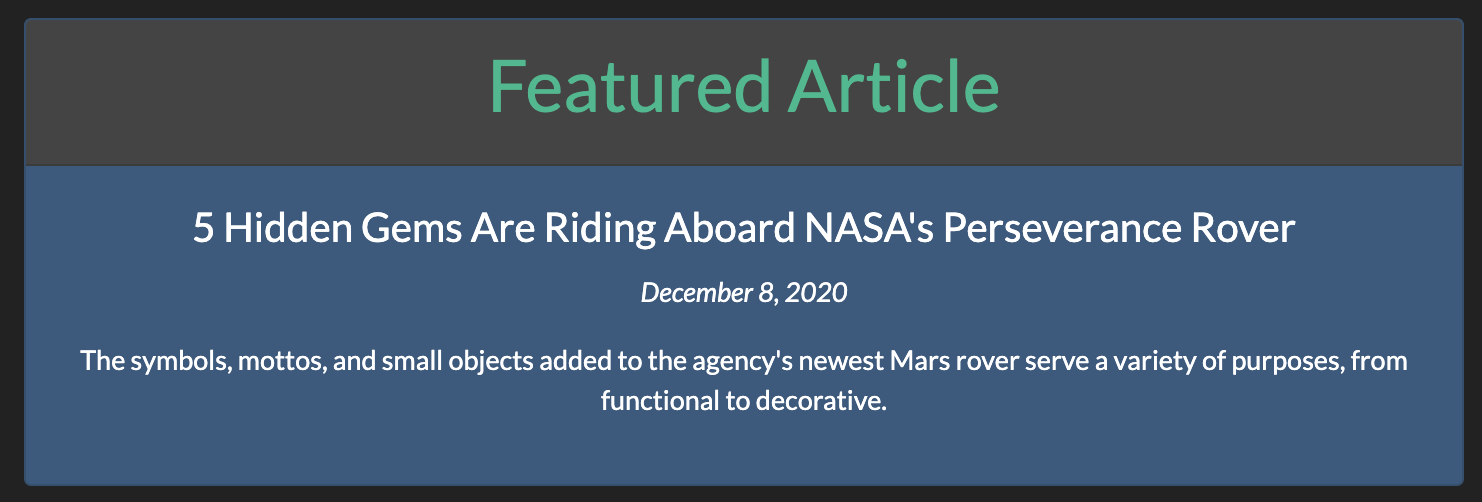 Featured Article
5 Hidden Gems Are Riding Aboard NASA's Perseverance Rover
December 8, 2020
The symbols, mottos, and small objects added to the agency's newest Mars rover serve a variety of purposes, from
functional to decorative.